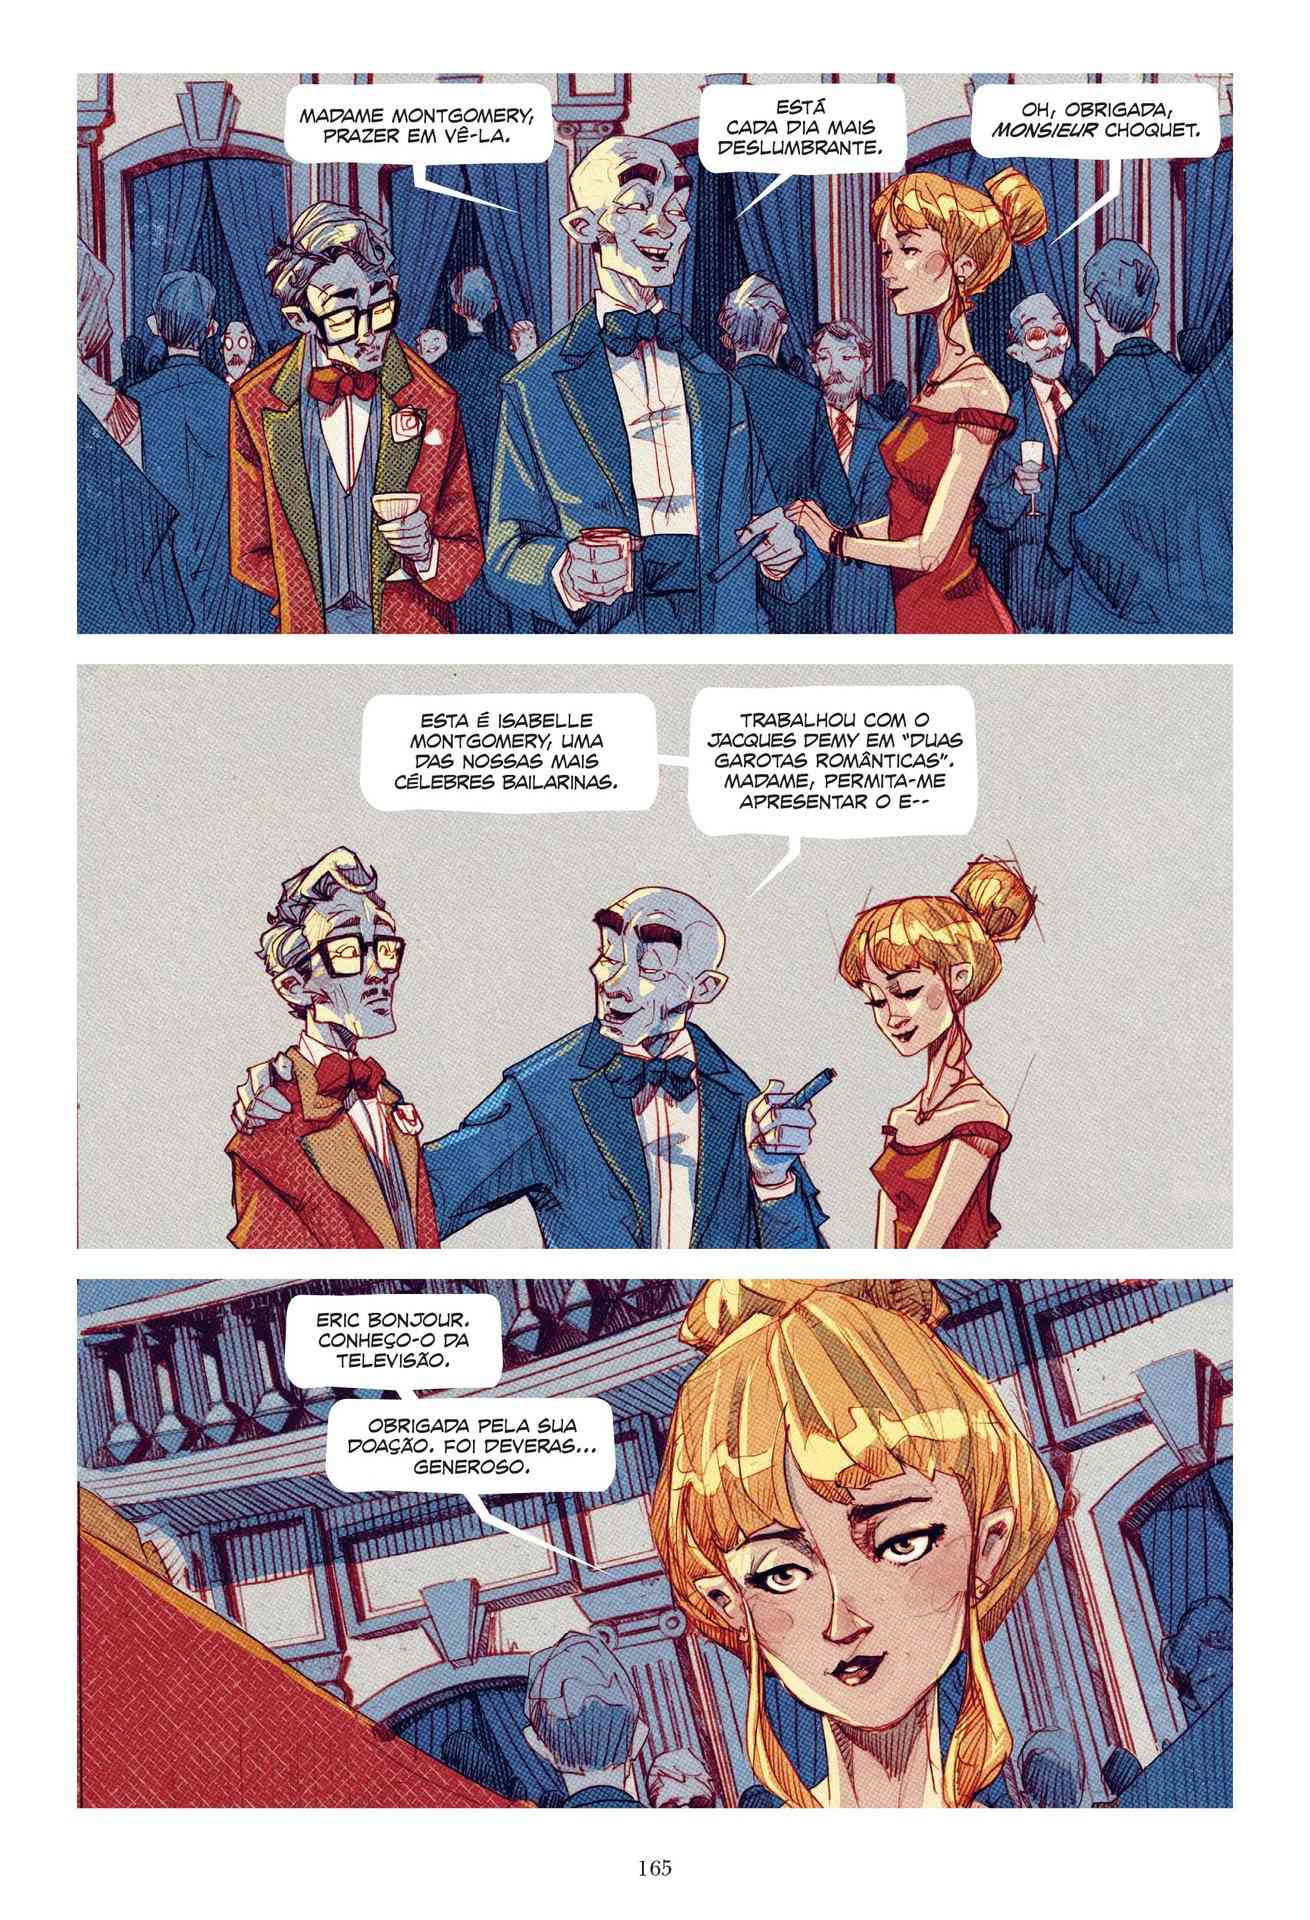 MADAME MONTGOMERY,
PRAZER EM VÊ-LA.
ESTÁ
CADA DIA MAIS
DESLUMBRANTE.
OH, OBRIGADA,
MONSIEUR CHOQUET.
ESTA É ISABELLE
MONTGOMERY, UMA
DAS NOSSAS MAIS
CÉLEBRES BAILARINAS.
TRABALHOU COM O
JACQUES DEMY EM "DUAS
GAROTAS ROMÂNTICAS".
MADAME, PERMITA-ME
APRESENTAR O E--
ERIC BONJOUR.
CONHEÇO-O DA
TELEVISÃO.
OBRIGADA PELA SUA
DOAÇÃO. FOI DEVERAS...
GENEROSO.
165